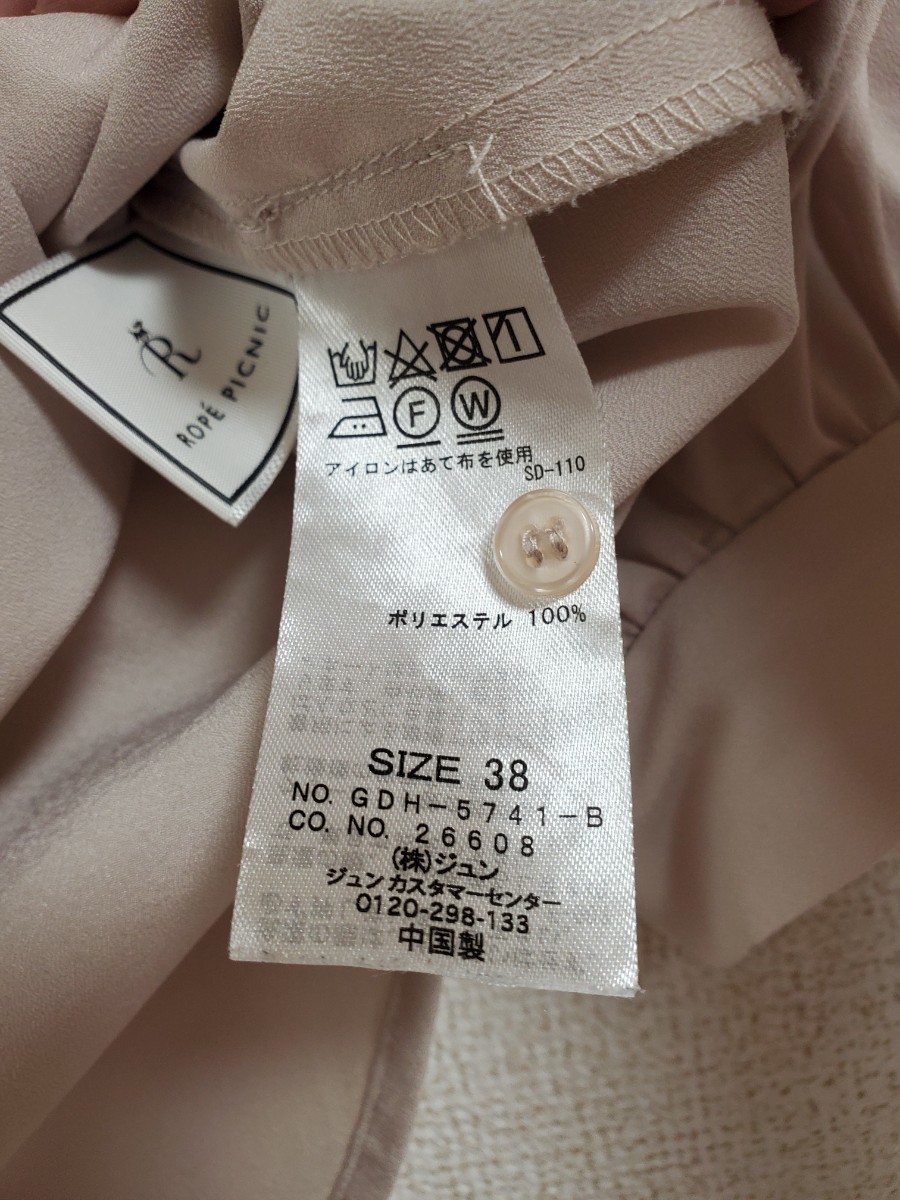 R
ROPÉ PICNIC
F W
アイロンはあて布を使用
SD-110
ポリエステル 100%
SIZE 38
NO. GDH-5741-B
CO. NO. 26608
(株)ジュン
ジュンカスタマーセンター
0120-298-133
中国製